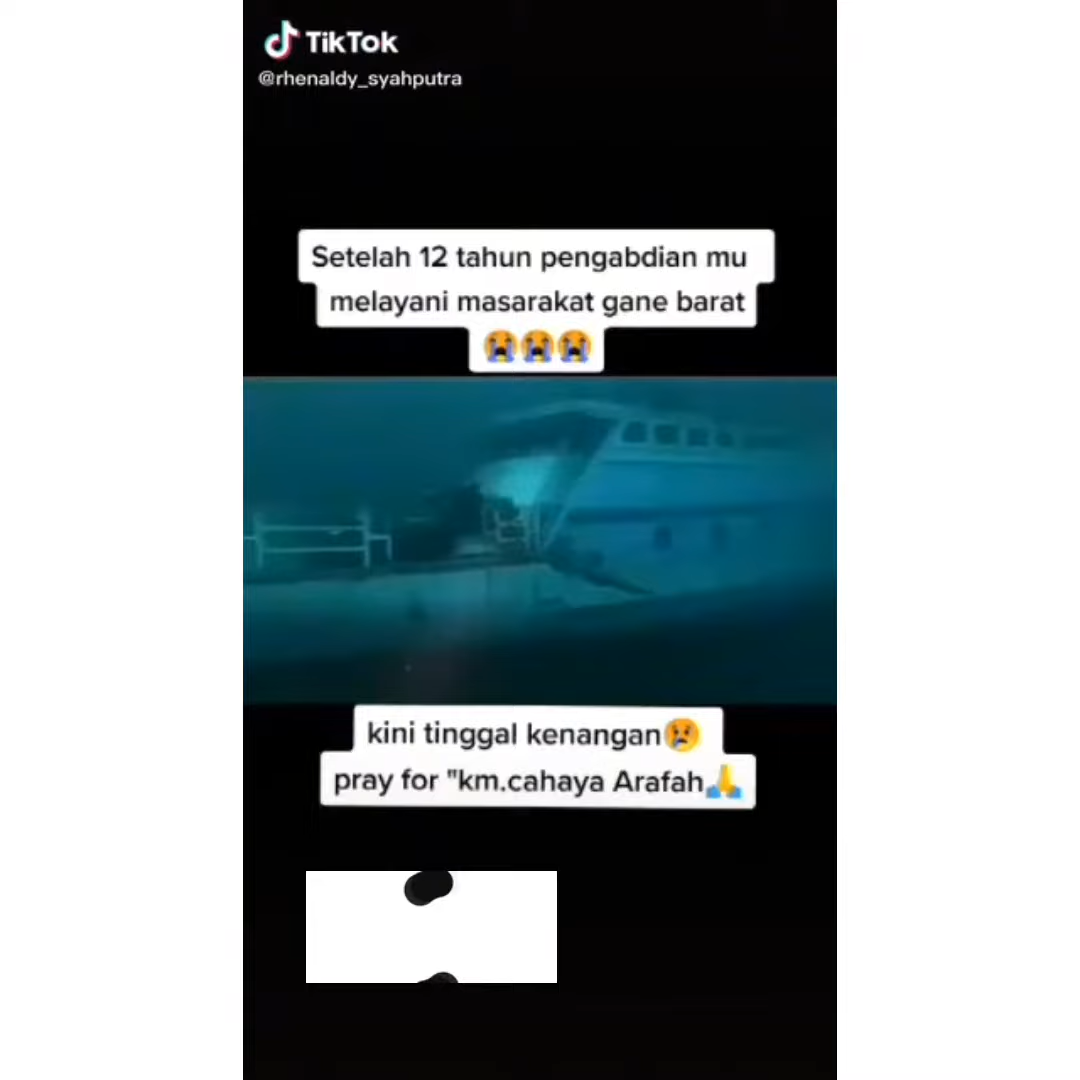 TikTok
@rhenaldy_syahputra
Setelah 12 tahun pengabdian mu
melayani masarakat gane barat
😭😭😭
kini tinggal kenangan😢
pray for "km.cahaya Arafah🙏